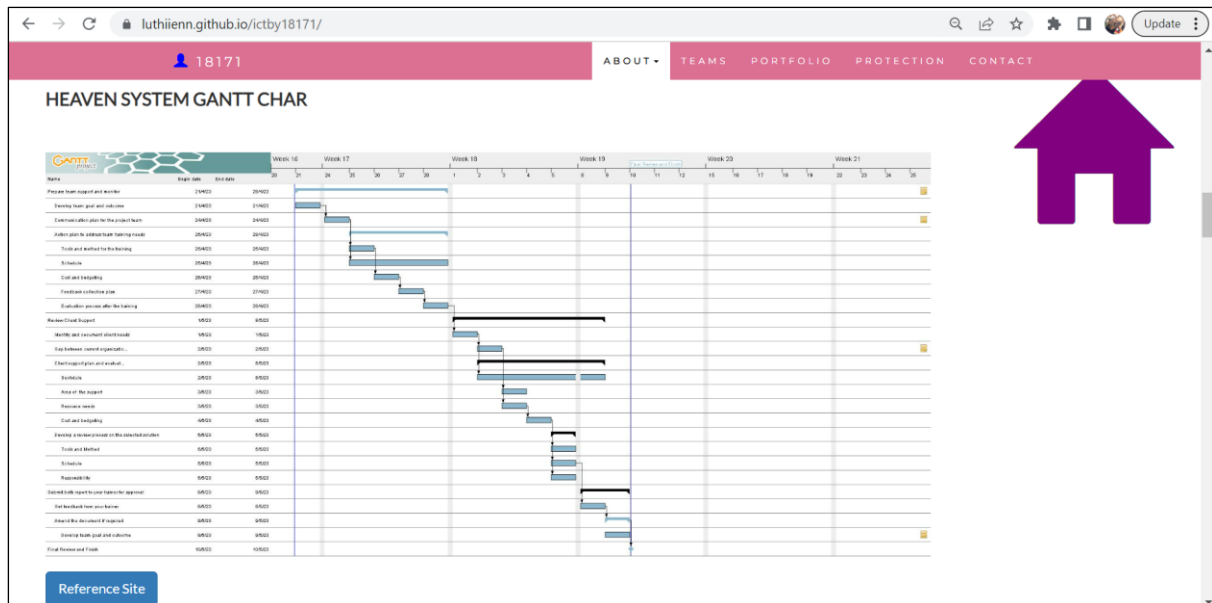 luthiienn.github.io/ictby18171/
Update
18171
ABOUT TEAMS PORTFOLIO PROTECTION CONTACT
HEAVEN SYSTEM GANTT CHAR
GANTT project
Week 16 Week 17 Week 18 Week 19 Week 20 Week 21
Final Review and Finish
Name Begin date End date
Prepare team support and monitor 21/4/23 28/4/23
Develop team goal and outcome 21/4/23 21/4/23
Communication plan for the project team 24/4/23 24/4/23
Action plan to address team training needs 25/4/23 28/4/23
Tools and method for the training 25/4/23 25/4/23
Schedule 25/4/23 28/4/23
Cost and budgeting 26/4/23 26/4/23
Feedback collection plan 27/4/23 27/4/23
Evaluation process after the training 28/4/23 28/4/23
Review Client Support 1/5/23 8/5/23
Identify and document client needs 1/5/23 1/5/23
Gap between current organizatio... 2/5/23 2/5/23
Client support plan and evaluat... 2/5/23 8/5/23
Schedule 2/5/23 8/5/23
Area of the support 3/5/23 3/5/23
Resource needs 3/5/23 3/5/23
Cost and budgeting 4/5/23 4/5/23
Develop a review present on the selected solution 5/5/23 5/5/23
Tools and Method 5/5/23 5/5/23
Schedule 5/5/23 5/5/23
Responsibility 5/5/23 5/5/23
Submit both report to your trainer for approval 8/5/23 9/5/23
Get feedback from your trainer 8/5/23 8/5/23
Amend the document if required 9/5/23 9/5/23
Develop team goal and outcome 9/5/23 9/5/23
Final Review and Finish 10/5/23 10/5/23
Reference Site